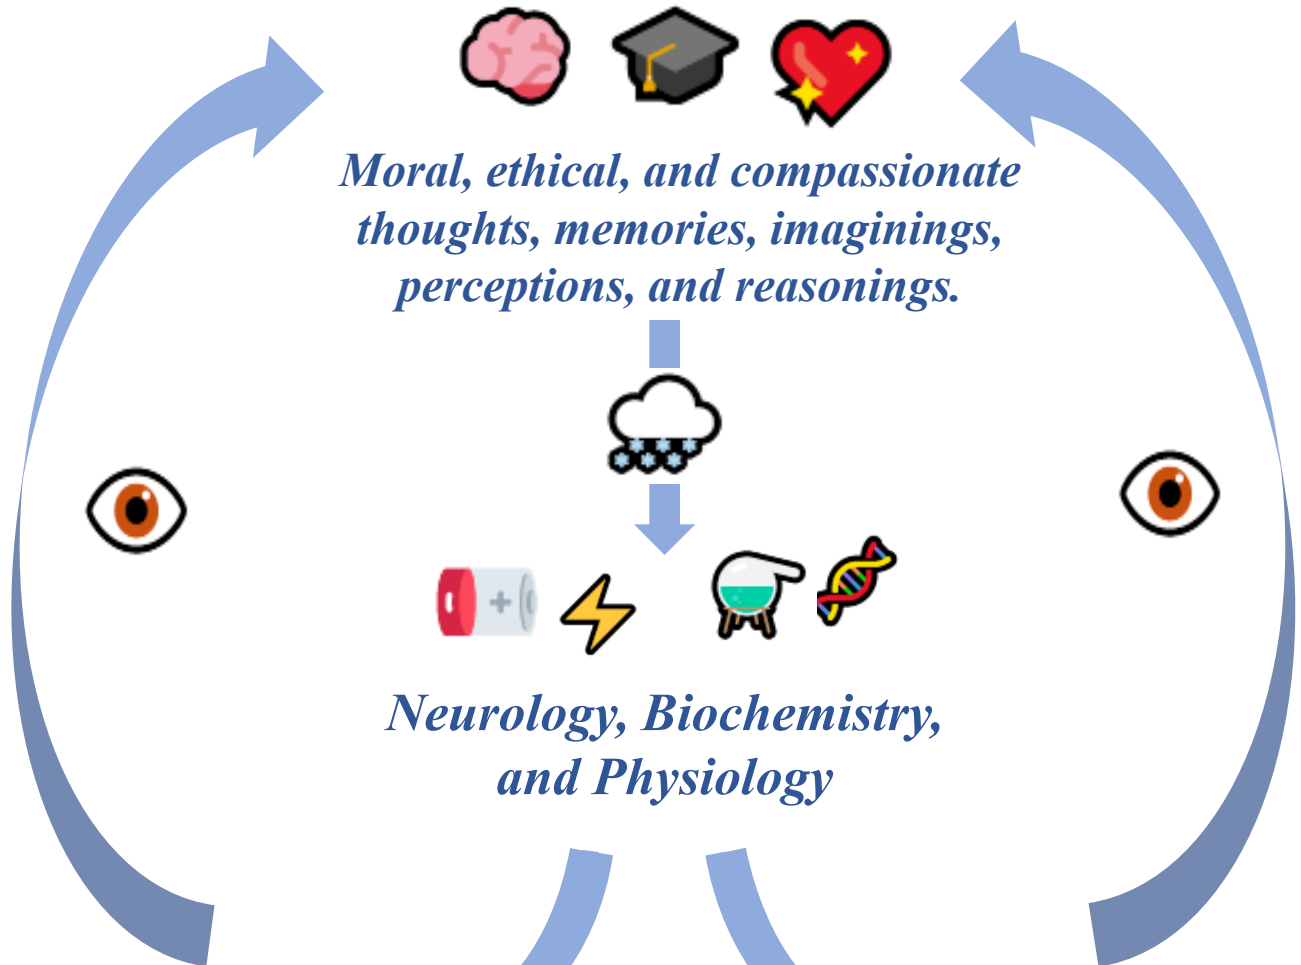 Moral, ethical, and compassionate
thoughts, memories, imaginings,
perceptions, and reasonings.
Neurology, Biochemistry,
and Physiology